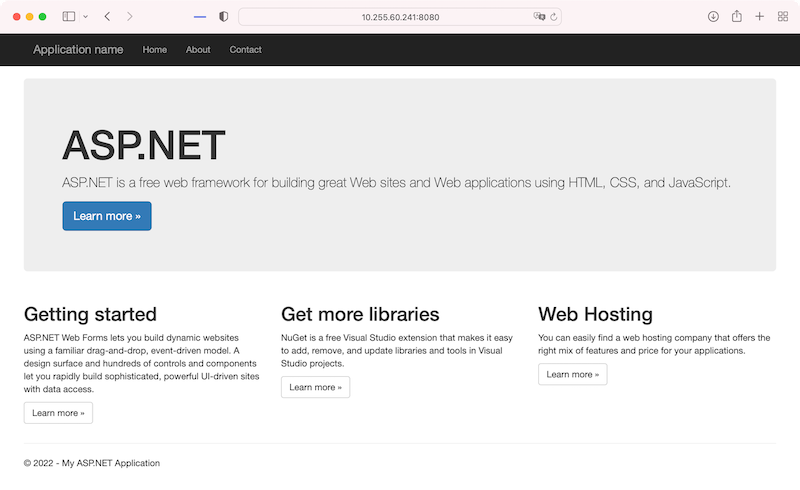 10.255.60.241:8080
Application name Home About Contact
ASP.NET
ASP.NET is a free web framework for building great Web sites and Web applications using HTML, CSS, and JavaScript.
Learn more »
Getting started
ASP.NET Web Forms lets you build dynamic websites
using a familiar drag-and-drop, event-driven model. A
design surface and hundreds of controls and components
let you rapidly build sophisticated, powerful UI-driven sites
with data access.
Learn more »
Get more libraries
NuGet is a free Visual Studio extension that makes it easy
to add, remove, and update libraries and tools in Visual
Studio projects.
Learn more »
Web Hosting
You can easily find a web hosting company that offers the
right mix of features and price for your applications.
Learn more »
© 2022 - My ASP.NET Application